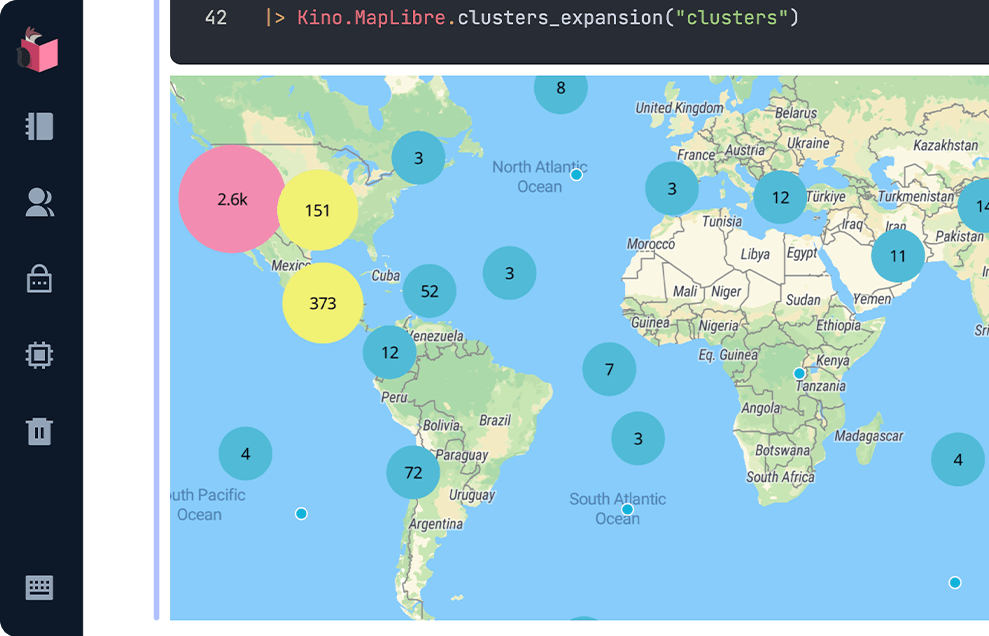 42 |> Kino.MapLibre.clusters_expansion("clusters")
8
United Kingdom
Belarus
Ukraine
Kazakhstan
Austria
France
3
North Atlantic
Ocean
3
12
Türkiye
Turkmenistan
2.6k
151
Tunisia
Iraq
Iran
Pakistan
Morocco
Libya
Egypt
11
Mexico
Cuba
3
52
Mali
Niger
Sudan
Yemen
373
Guinea
Nigeria
Ethiopia
Venezuela
12
Eq. Guinea
Kenya
7
Tanzania
Peru
Angola
Brazil
Bolivia
3
Madagascar
4
Paraguay
Botswana
4
72
South Africa
Uruguay
South Atlantic
Ocean
uth Pacific
Ocean
Argentina